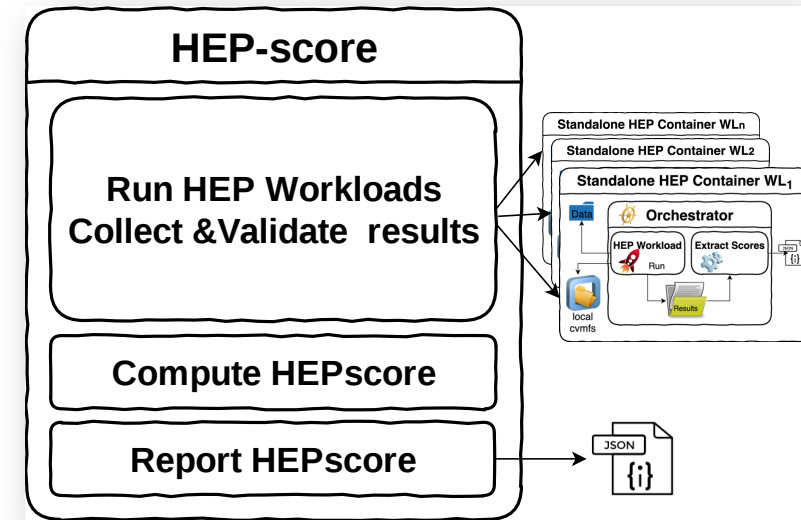 HEP-score
Run HEP Workloads
Collect &Validate  results
Compute HEPscore
Report HEPscore
Standalone HEP Container WLn
Standalone HEP Container WL2
Standalone HEP Container WL1
Data
Orchestrator
HEP Workload
Run
Extract Scores
JSON
{i}
Results
local
cvmfs
JSON
{i}